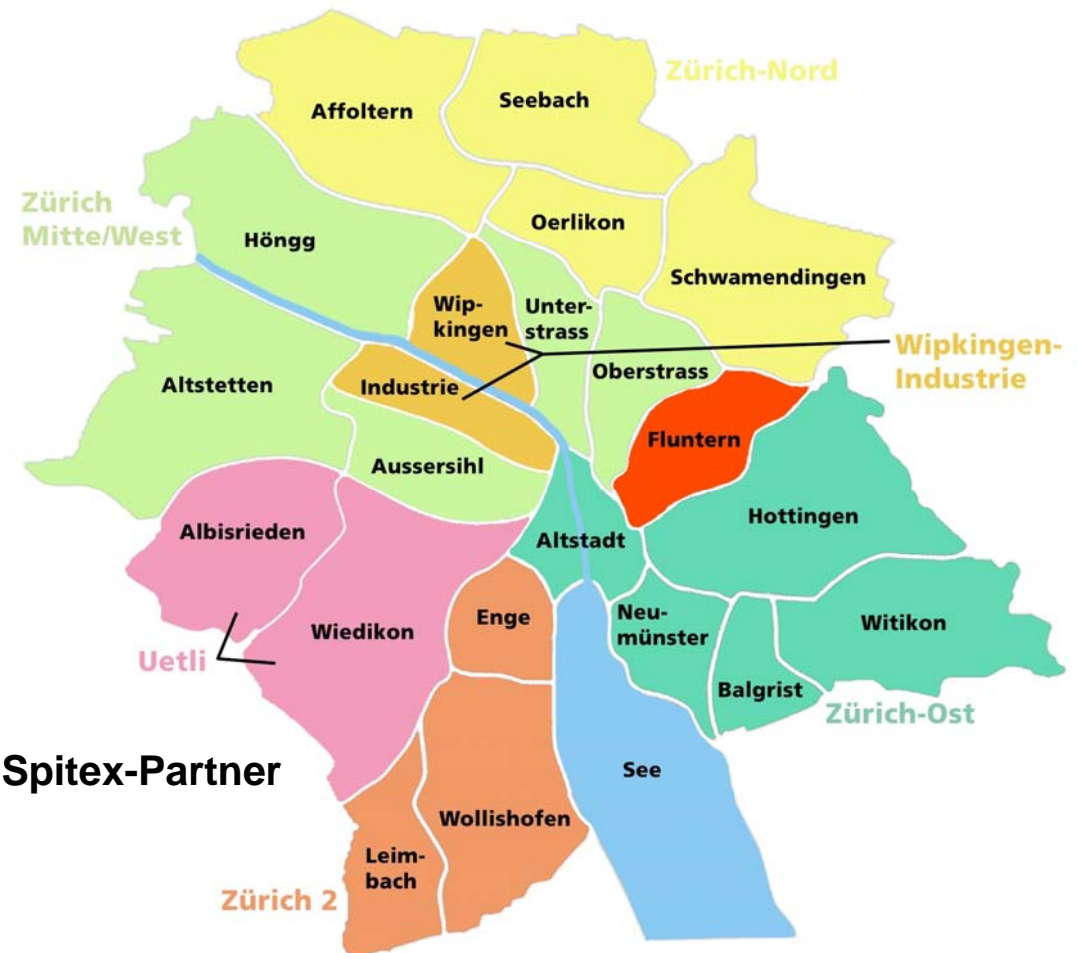 Zürich-Nord
Affoltern
Seebach
Zürich
Mitte/West
Höngg
Oerlikon
Schwamendingen
Wip-
kingen
Unter-
strass
Wipkingen-
Industrie
Altstetten
Industrie
Oberstrass
Fluntern
Aussersihl
Hottingen
Albisrieden
Altstadt
Enge
Neu-
münster
Witikon
Wiedikon
Uetli
Balgrist
Zürich-Ost
Spitex-Partner
See
Wollishofen
Leim-
bach
Zürich 2